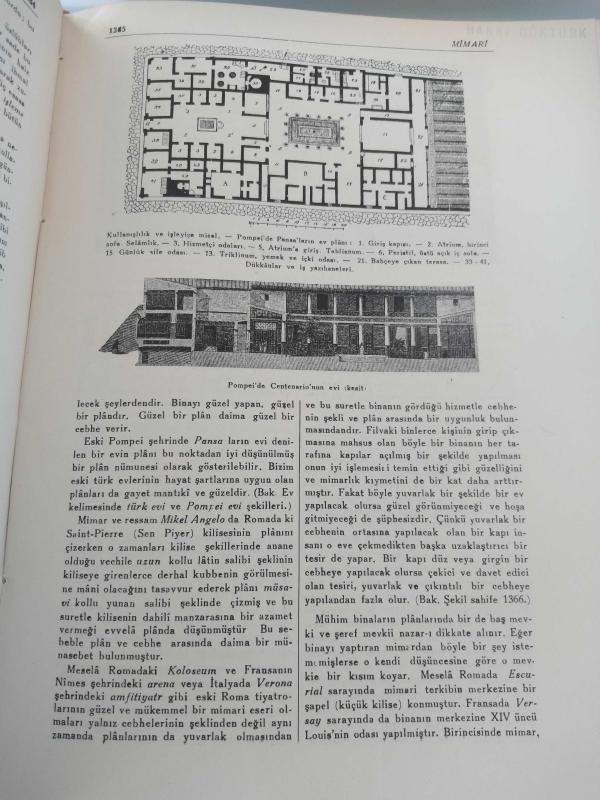 1365
MİMARİ
Kullanışlılık ve işleyişe misal. — Pompei'de Pansa'ların ev plânı: 1. Giriş kapısı. — 2. Atrium, birinci
sofa. Selâmlık. — 3. Hizmetçi odaları. — 5. Atrium'a giriş. Tablianum. — 6. Peristil, üstü açık iç sofa. —
15 Günlük aile odası. — 13. Triklinum, yemek ve içki odası. — 21. Bahçeye çıkan terasa. — 33-41,
Dükkânlar ve iş yazıhaneleri.
Pompei'de Centenario'nun evi (kesit)
lecek şeylerdendir. Binayı güzel yapan, güzel
bir plândır. Güzel bir plân daima güzel bir
cebhe verir.
Eski Pompei şehrinde Pansa ların evi deni-
len bir evin plânı bu noktadan iyi düşünülmüş
bir plân nümunesi olarak gösterilebilir. Bizim
eski türk evlerinin hayat şartlarına uygun olan
plânları da gayet mantıkî ve güzeldir. (Bak. Ev
kelimesinde türk evi ve Pompei evi şekilleri.)
Mimar ve ressam Mikel Angelo da Romada ki
Saint-Pierre (Sen Piyer) kilisesinin plânını
çizerken o zamanları kilise şekillerinde anane
olduğu vechile uzun kollu lâtin salibi şeklinin
kiliseye girenlerce derhal kubbenin görülmesi-
ne mâni olacağını tasavvur ederek plânı müsa-
vi kollu yunan salibi şeklinde çizmiş ve bu
suretle kilisenin dahilî manzarasına bir azamet
vermeği evvelâ plânda düşünmüştür Bu se-
beble plân ve cebhe arasında daima bir mü-
nasebet bulunmuştur.
Meselâ Romadaki Koloseum ve Fransanın
Nîmes şehrindeki arena veya İtalyada Verona
şehrindeki amfitiyatr gibi eski Roma tiyatro-
larının güzel ve mükemmel bir mimari eseri ol-
maları yalnız cebhelerinin şeklinden değil aynı
zamanda plânlarının da yuvarlak olmasından
ve bu suretle binanın gördüğü hizmetle cebhe-
nin şekli ve plân arasında bir uygunluk bulun-
masındandır. Filvaki binlerce kişinin girip çık-
masına mahsus olan böyle bir binanın her ta-
rafına kapılar açılmış bir şekilde yapılması
onun iyi işlemesini temin ettiği gibi güzelliğini
ve mimarlık kıymetini de bir kat daha arttır-
mıştır. Fakat böyle yuvarlak bir şekilde bir ev
yapılacak olursa güzel görünmiyeceği ve hoşa
gitmiyeceği de şüphesizdir. Çünkü yuvarlak bir
cebhenin ortasına yapılacak olan bir kapı in-
sanı o eve çekmedikten başka uzaklaştırıcı bir
tesir de yapar. Bir kapı düz veya girgin bir
cebheye yapılacak olursa çekici ve davet edici
olan tesiri, yuvarlak ve çıkıntılı bir cebheye
yapılandan fazla olur. (Bak. Şekil sahife 1366.)
Mühim binaların plânlarında bir de baş mev-
ki ve şeref mevkii nazar-ı dikkate alınır. Eğer
binayı yaptıran mimardan böyle bir şey iste-
memişlerse o kendi düşüncesine göre o mev-
kie bir kısım koyar. Meselâ Romada Escu-
rial sarayında mimari terkibin merkezine bir
şapel (küçük kilise) konmuştur. Fransada Ver-
say sarayında da binanın merkezine XIV üncü
Louis'nin odası yapılmıştır. Birincisinde mimar,